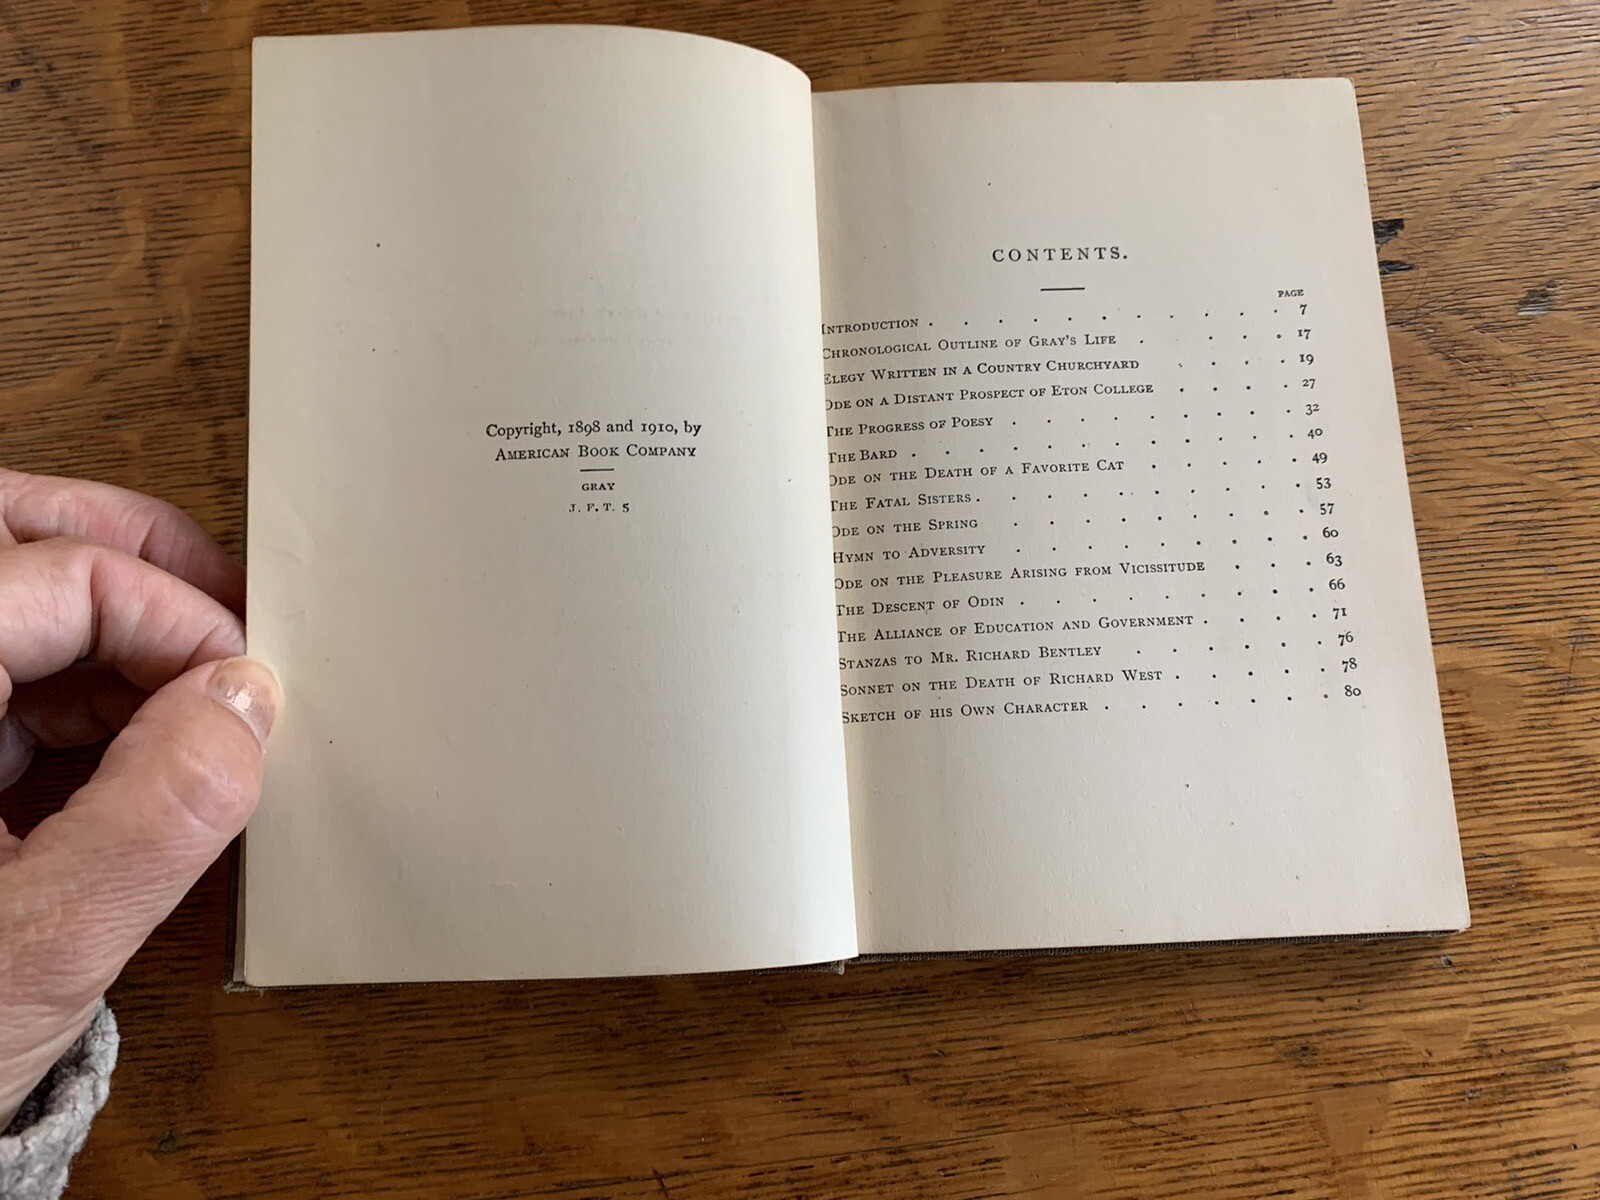 Copyright, 1898 and 1910, by
AMERICAN BOOK COMPANY
GRAY
J. F. T. 5
CONTENTS.
PAGE
INTRODUCTION . . . . . . . . . . 7
CHRONOLOGICAL OUTLINE OF GRAY'S LIFE . . . . 17
ELEGY WRITTEN IN A COUNTRY CHURCHYARD . . . . 19
ODE ON A DISTANT PROSPECT OF ETON COLLEGE . . . . 27
THE PROGRESS OF POESY . . . . . . . . 32
THE BARD . . . . . . . . . . 40
ODE ON THE DEATH OF A FAVORITE CAT . . . . . 49
THE FATAL SISTERS . . . . . . . . . 53
ODE ON THE SPRING . . . . . . . . 57
HYMN TO ADVERSITY . . . . . . . . 60
ODE ON THE PLEASURE ARISING FROM VICISSITUDE . . . 63
THE DESCENT OF ODIN . . . . . . . . 66
THE ALLIANCE OF EDUCATION AND GOVERNMENT . . . . 71
STANZAS TO MR. RICHARD BENTLEY . . . . . . 76
SONNET ON THE DEATH OF RICHARD WEST . . . . 78
SKETCH OF HIS OWN CHARACTER . . . . . . . 80